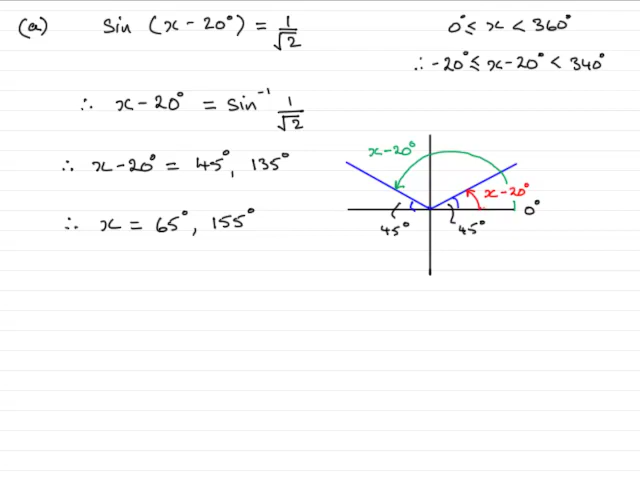 (a) sin (x - 20°) = 1/√2 0° ≤ x < 360°
∴ -20° ≤ x-20° < 340°
∴ x - 20° = sin⁻¹ 1/√2
∴ x - 20° = 45°, 135°
∴ x = 65°, 155°
x-20°
x-20°
0°
45° 45°